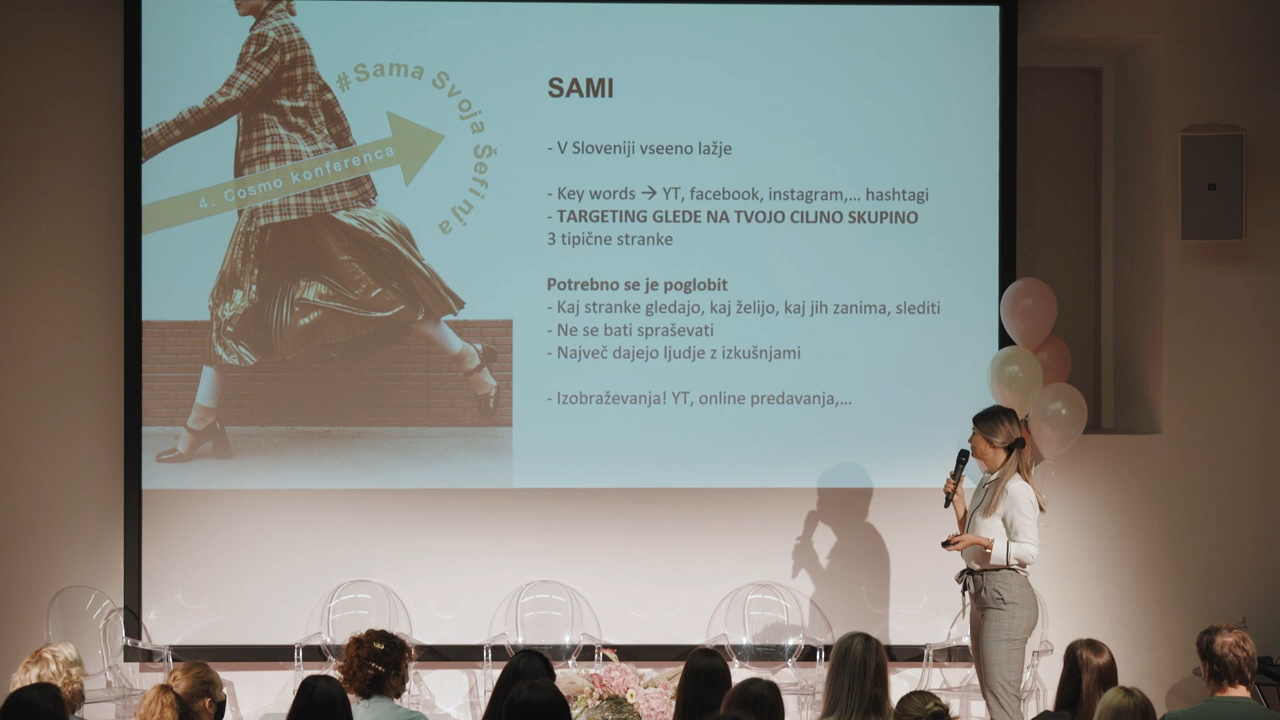 #Sama Svoja Šefinja
4. Cosmo konferenca
SAMI
- V Sloveniji vseeno lažje
- Key words → YT, facebook, instagram,... hashtagi
- TARGETING GLEDE NA TVOJO CILJNO SKUPINO
3 tipične stranke
Potrebno se je poglobit
- Kaj stranke gledajo, kaj želijo, kaj jih zanima, slediti
- Ne se bati spraševati
- Največ dajejo ljudje z izkušnjami
- Izobraževanja! YT, online predavanja,...